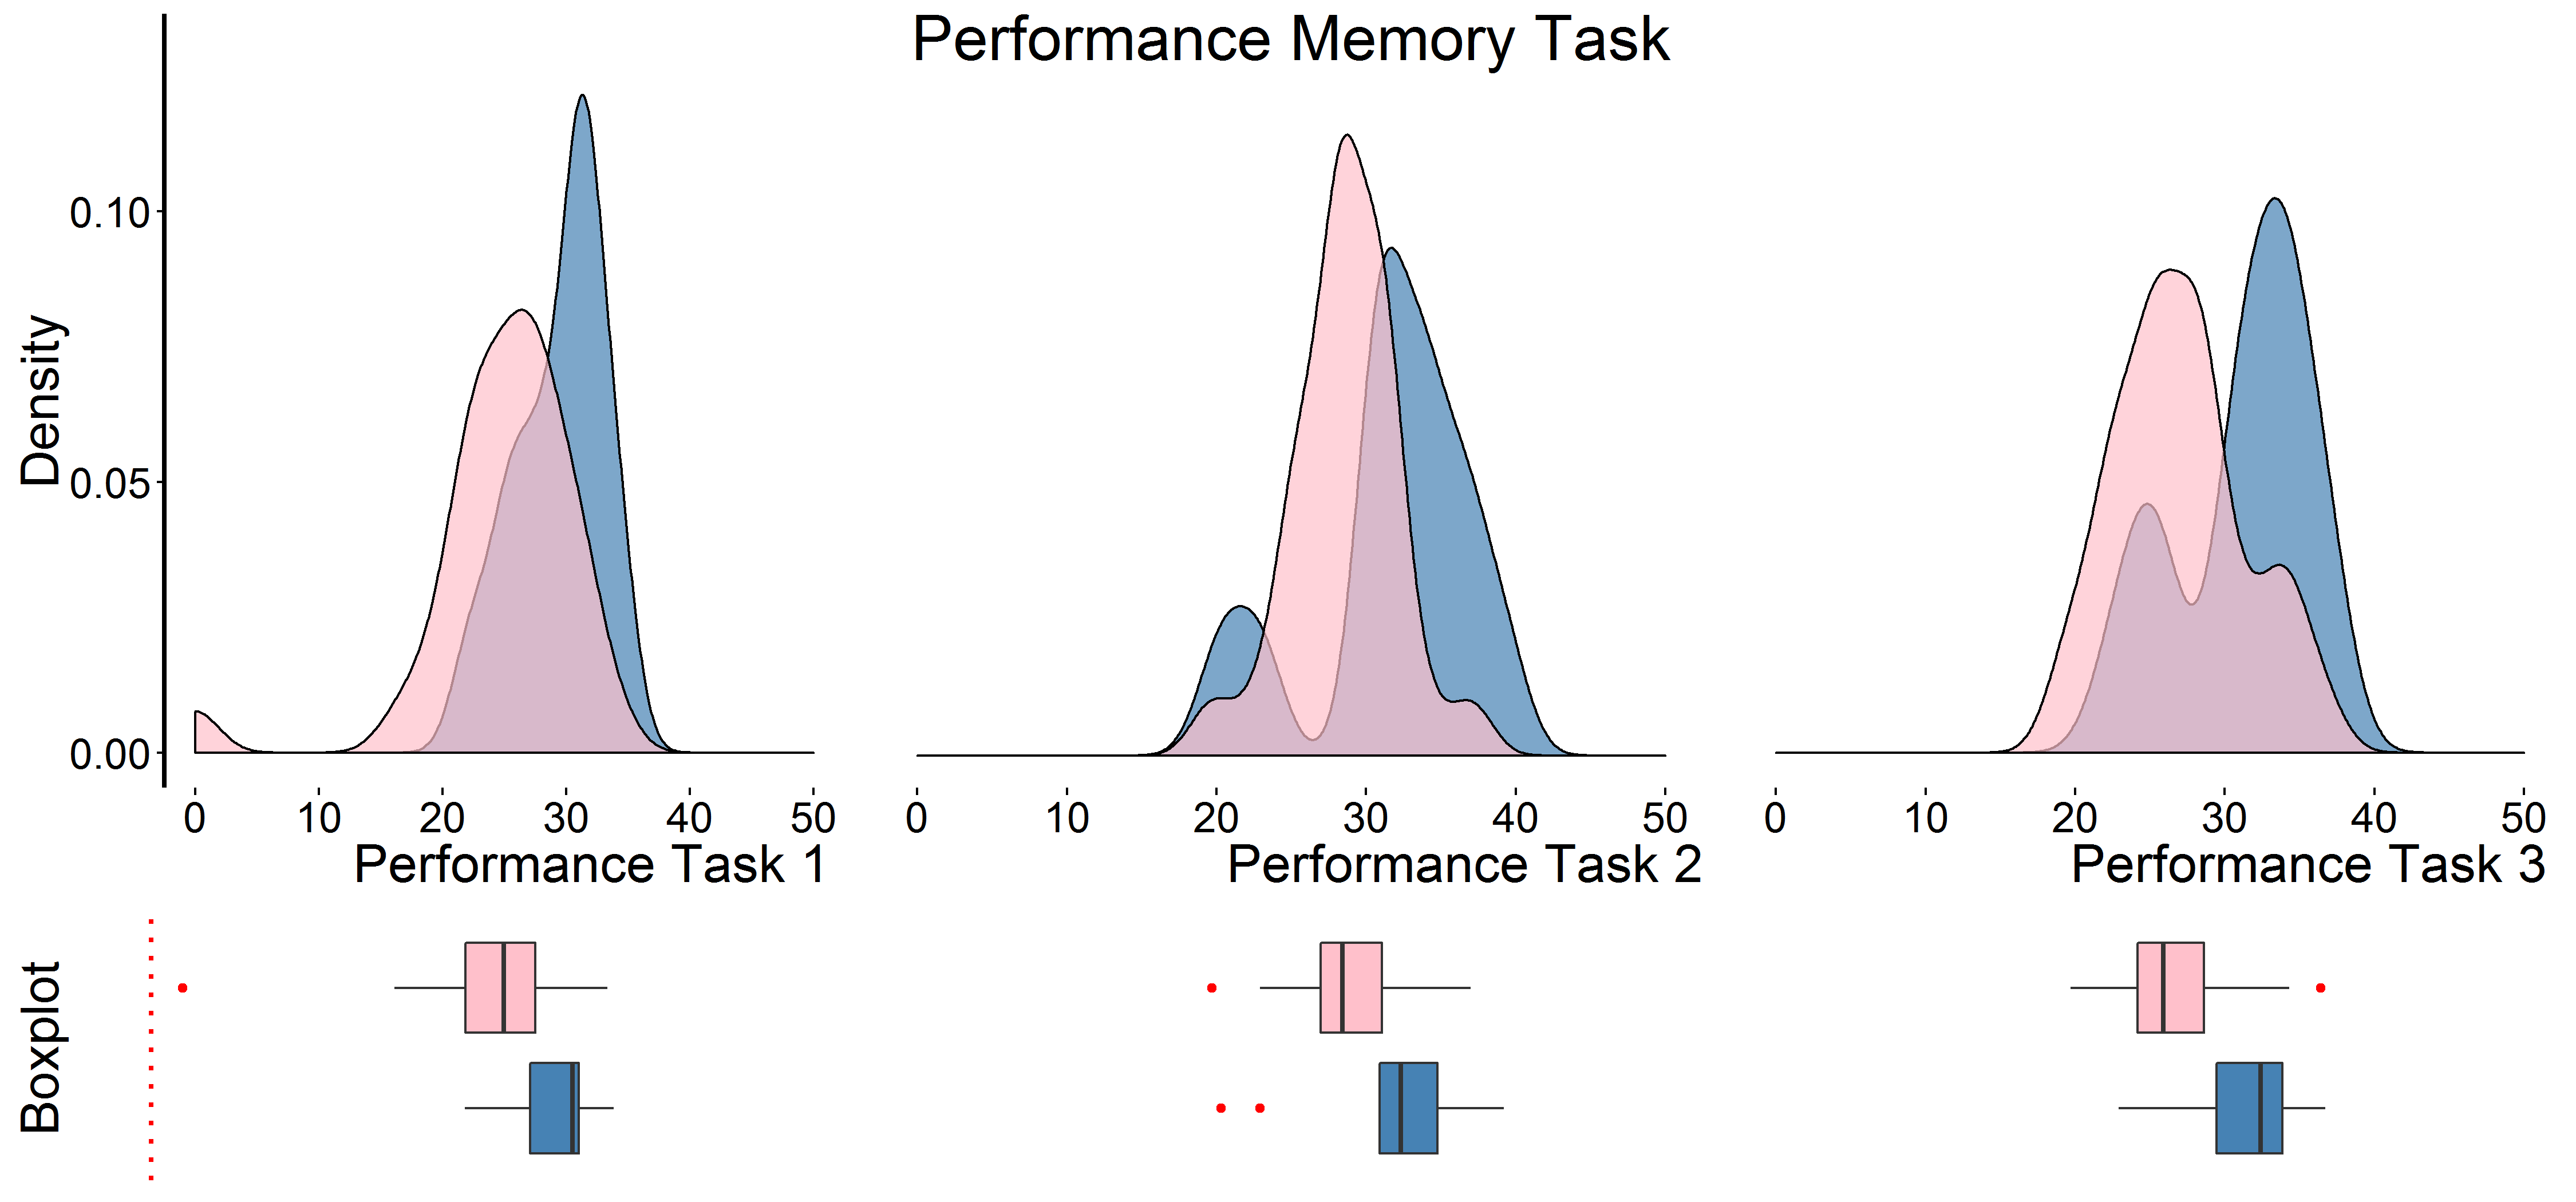 Performance Memory Task
Density
0.10
0.05
0.00
0 10 20 30 40 50
Performance Task 1
0 10 20 30 40 50
Performance Task 2
0 10 20 30 40 50
Performance Task 3
Boxplot